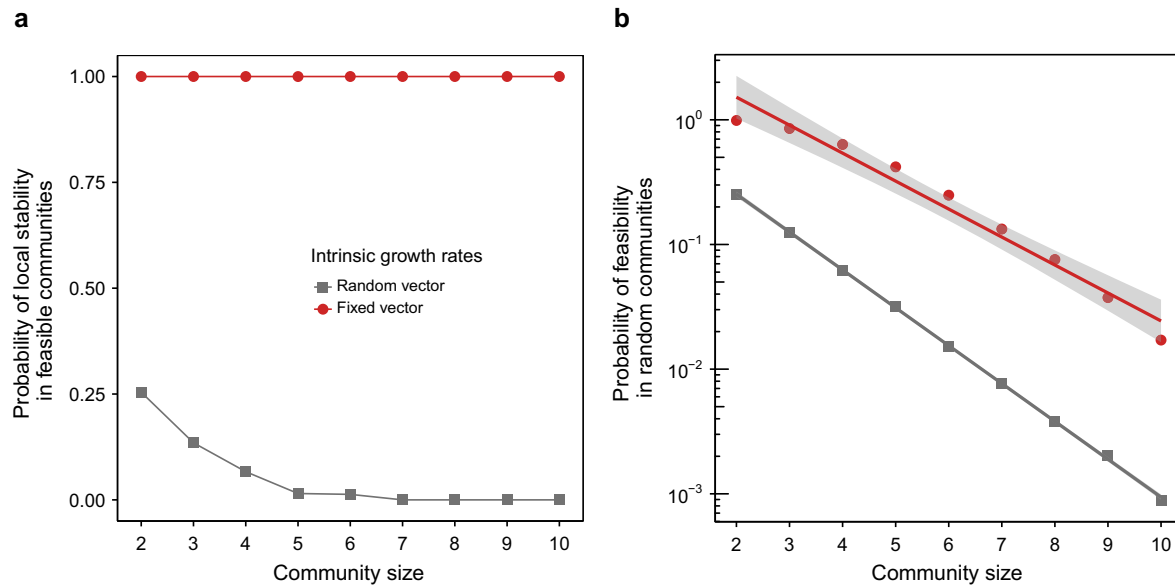 a
Probability of local stability
in feasible communities
1.00
0.75
0.50
0.25
0.00
Intrinsic growth rates
Random vector
Fixed vector
2 3 4 5 6 7 8 9 10
Community size
b
Probability of feasibility
in random communities
10⁰
10⁻¹
10⁻²
10⁻³
2 3 4 5 6 7 8 9 10
Community size